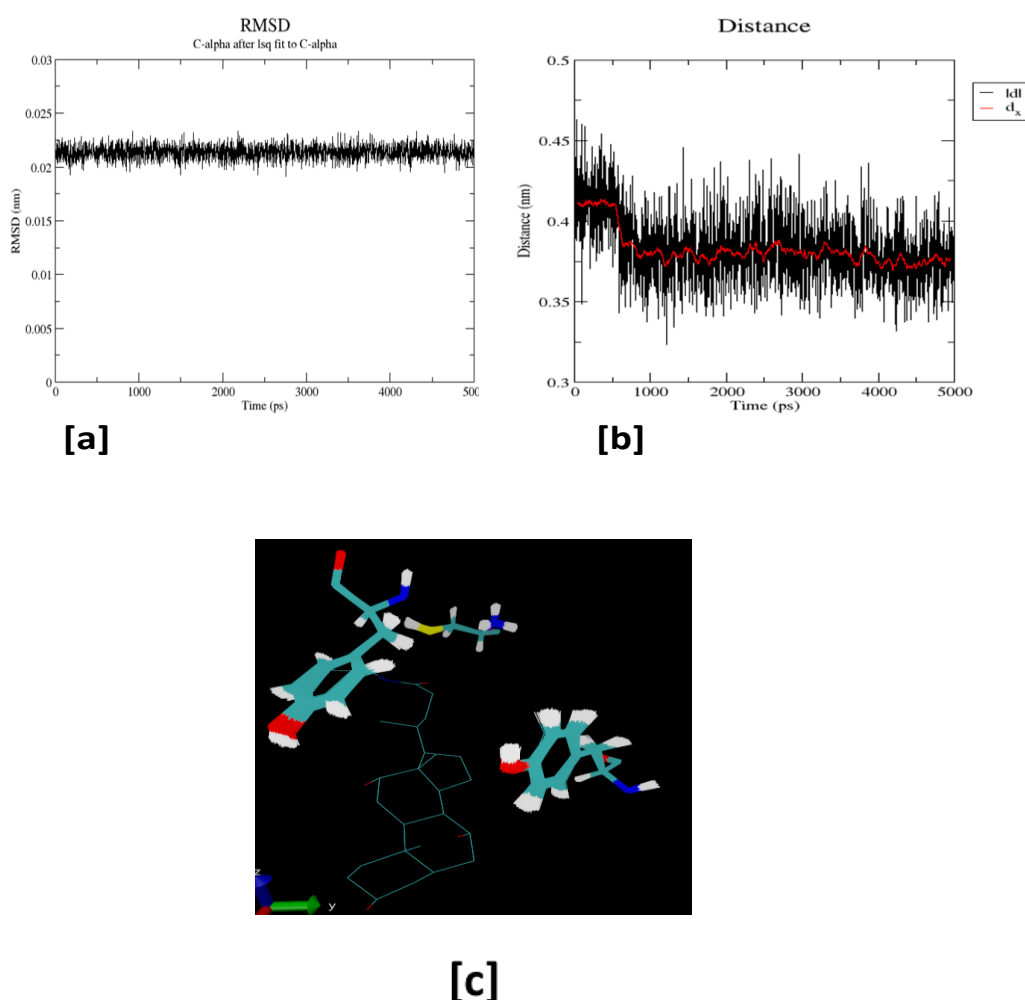 RMSD
C-alpha after lsq fit to C-alpha
0.03
0.025
0.02
0.015
0.01
0.005
0
RMSD (nm)
0 1000 2000 3000 4000 500
Time (ps)
[a]
Distance
0.5
0.45
0.4
0.35
0.3
Distance (nm)
0 1000 2000 3000 4000 5000
Time (ps)
|d|
d_x
[b]
z
y
[c]